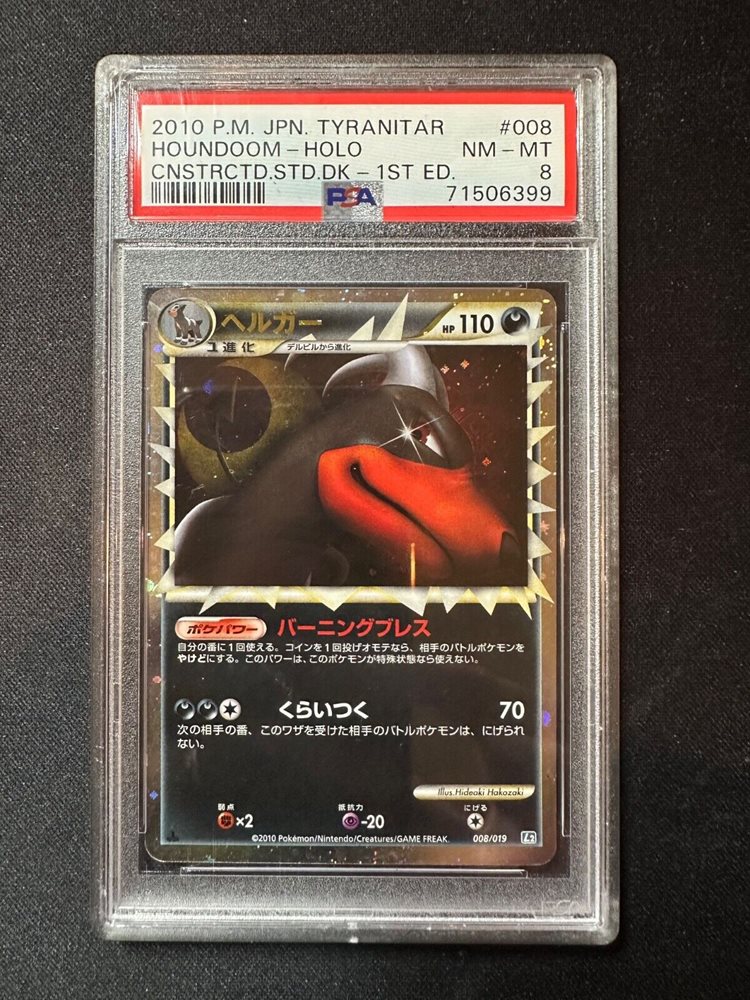 2010 P.M. JPN. TYRANITAR #008
HOUNDOOM-HOLO NM-MT
CNSTRCTD.STD.DK-1ST ED. 8
PSA 71506399
ヘルガー HP 110
1進化 デルビルから進化
ポケパワー バーニングブレス
自分の番に1回使える。コインを1回投げオモテなら、相手のバトルポケモンを
やけどにする。このパワーは、このポケモンが特殊状態なら使えない。
くらいつく 70
次の相手の番、このワザを受けた相手のバトルポケモンは、にげられ
ない。
Illus.Hideaki Hakozaki
弱点 抵抗力 にげる
×2 -20
©2010 Pokémon/Nintendo/Creatures/GAME FREAK. 008/019 L2